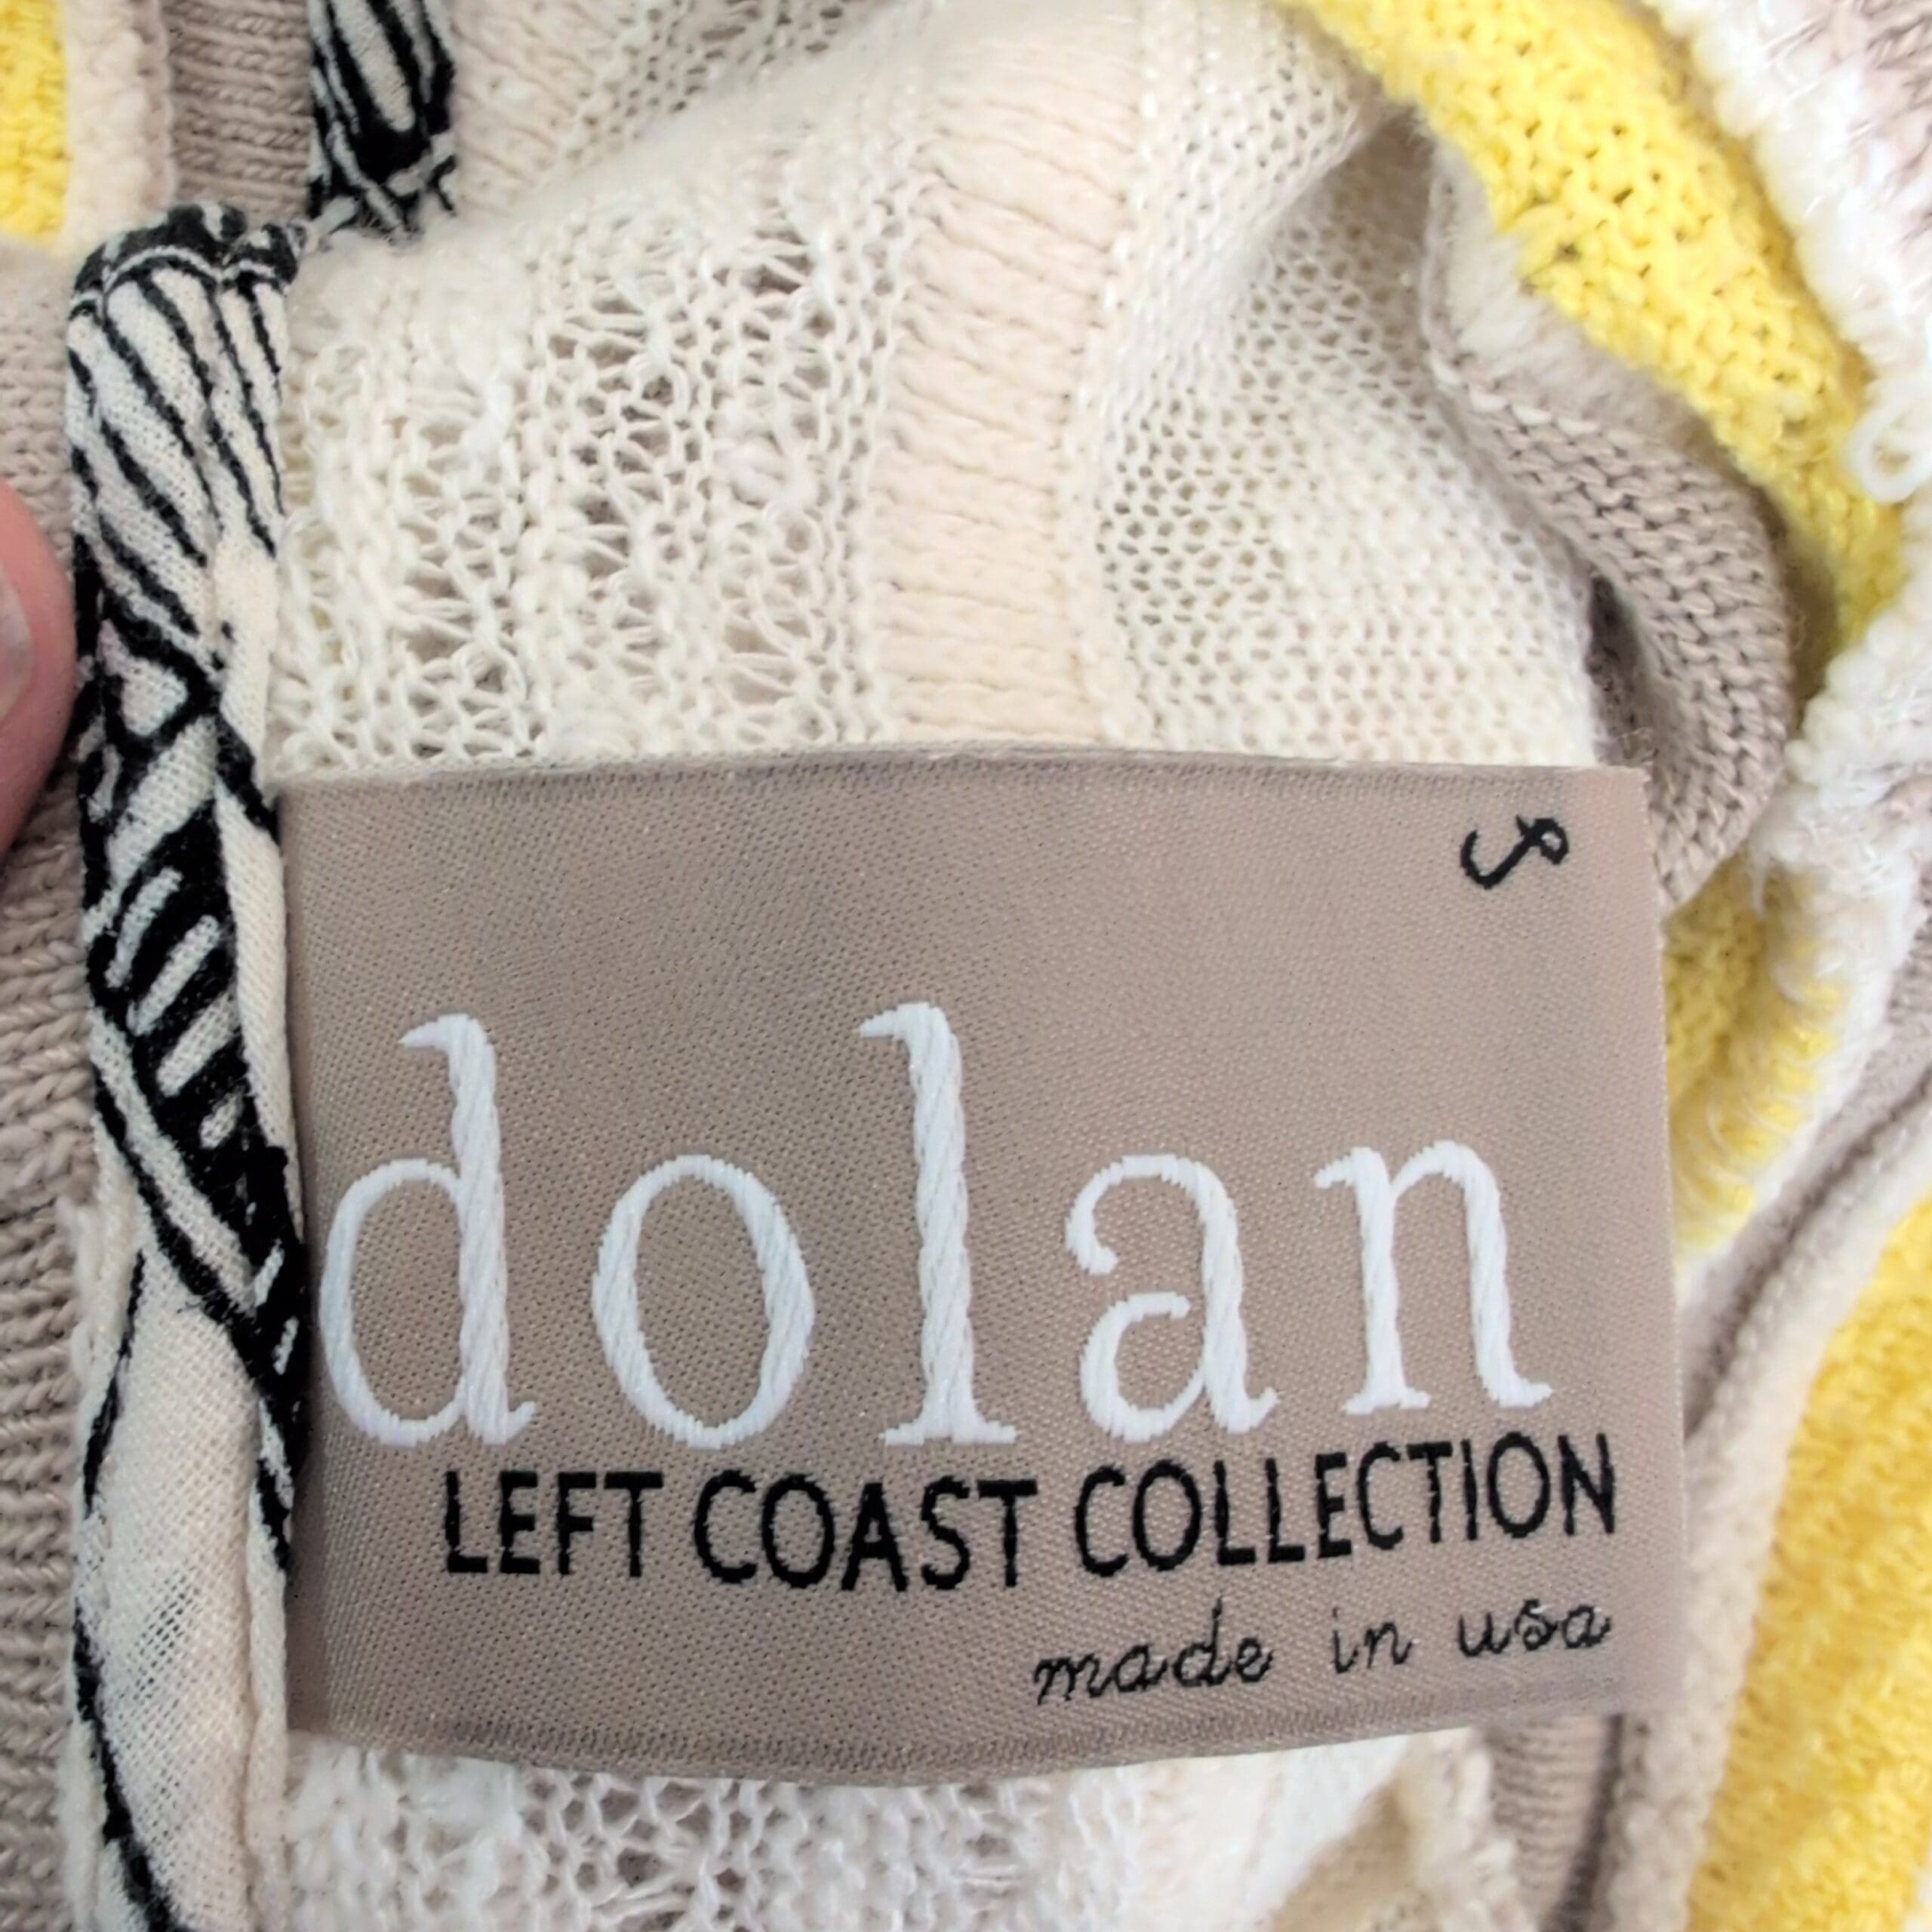 S
dolan
LEFT COAST COLLECTION
made in usa